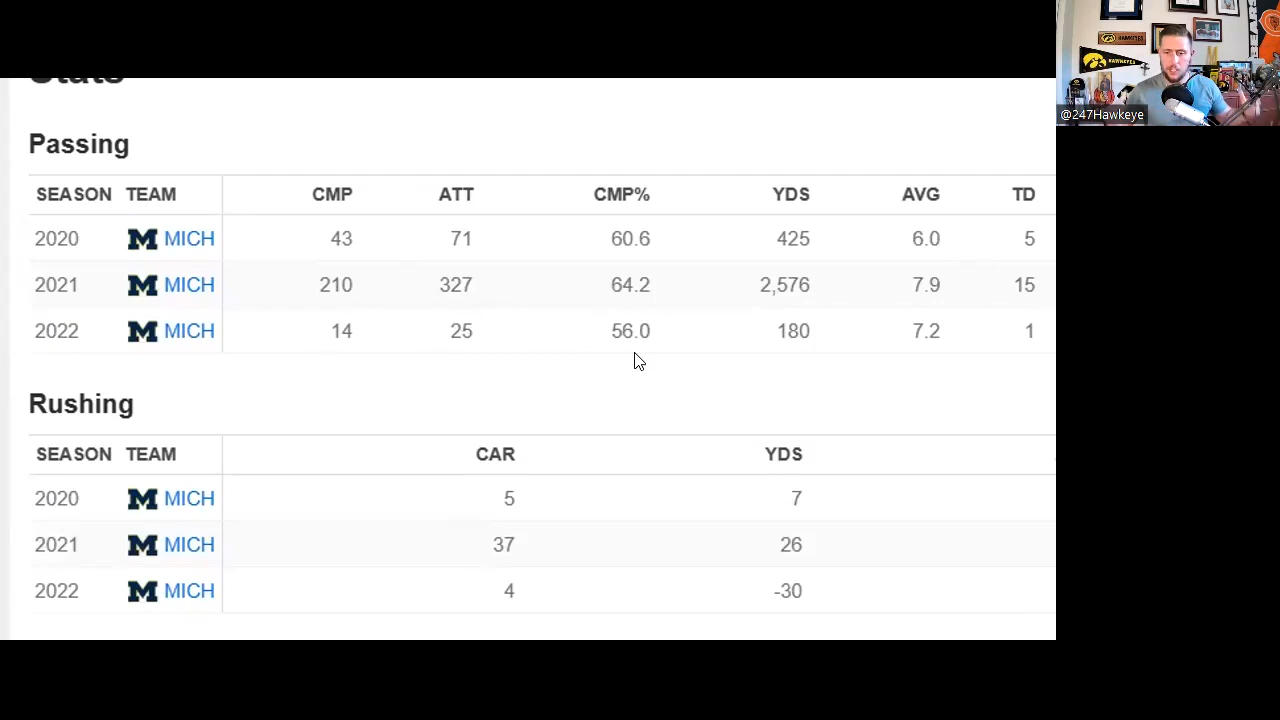 Stats
Passing
SEASON TEAM CMP ATT CMP% YDS AVG TD
2020 M MICH 43 71 60.6 425 6.0 5
2021 M MICH 210 327 64.2 2,576 7.9 15
2022 M MICH 14 25 56.0 180 7.2 1
Rushing
SEASON TEAM CAR YDS
2020 M MICH 5 7
2021 M MICH 37 26
2022 M MICH 4 -30
HAWKEYES
HAWKEYES
@247Hawkeye